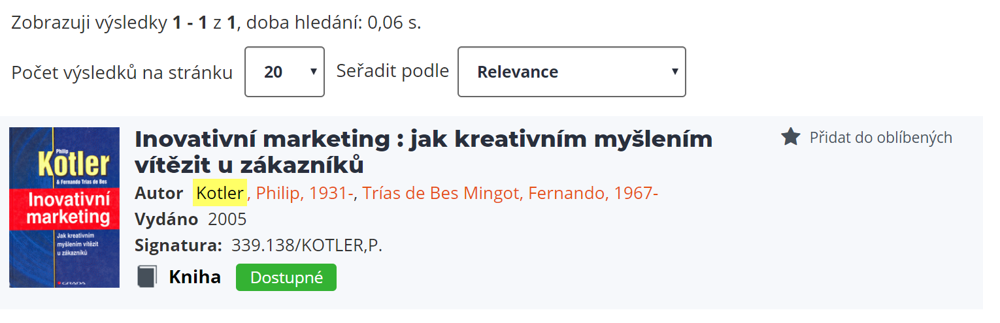 Zobrazuji výsledky 1 - 1 z 1, doba hledání: 0,06 s.
Počet výsledků na stránku 20 Seřadit podle Relevance
Philip
Kotler
& Fernando Trias de Bes
Inovativní
marketing
Jak kreativním
myšlením vítězit
u zákazníků
GRADA
Inovativní marketing : jak kreativním myšlením
vítězit u zákazníků
Přidat do oblíbených
Autor Kotler, Philip, 1931-, Trías de Bes Mingot, Fernando, 1967-
Vydáno 2005
Signatura: 339.138/KOTLER,P.
Kniha Dostupné